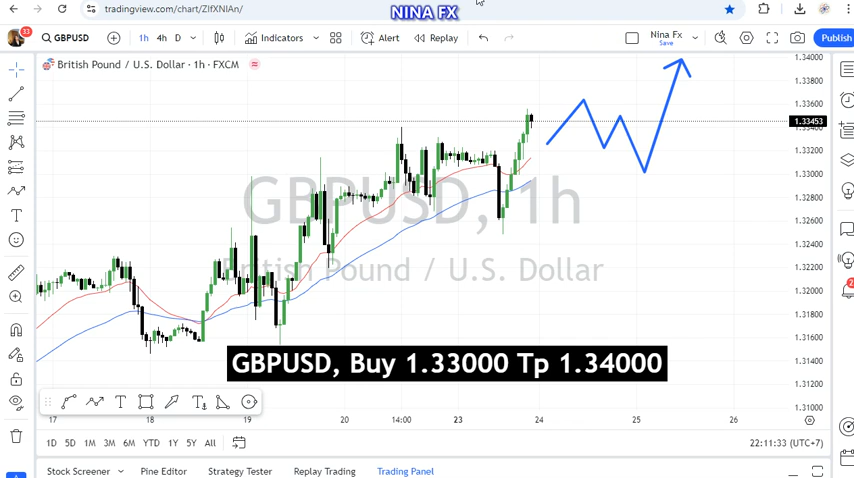 tradingview.com/chart/ZIfXNIAn/
NINA FX
GBPUSD
1h 4h D
Indicators
Alert
Replay
Nina Fx
Save
Publish
British Pound / U.S. Dollar · 1h · FXCM
1.34000
1.33600
1.33453
1.33200
1.33000
1.32800
1.32600
1.32400
1.32200
1.32000
1.31800
1.31600
1.31400
1.31200
1.31000
GBPUSD, 1h
British Pound / U.S. Dollar
GBPUSD, Buy 1.33000 Tp 1.34000
17 18 19 20 14:00 23 24 25 26
1D 5D 1M 3M 6M YTD 1Y 5Y All
22:11:33 (UTC+7)
Stock Screener Pine Editor Strategy Tester Replay Trading Trading Panel